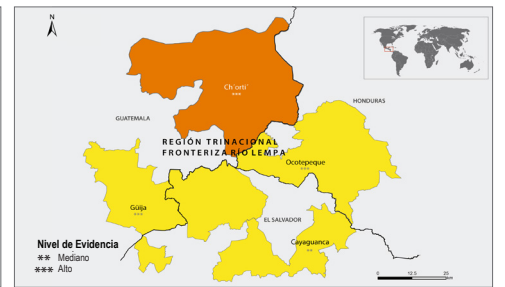 N
Ch´orti´
***
GUATEMALA
HONDURAS
REGIÓN TRINACIONAL
FRONTERIZA RÍO LEMPA
Ocotepeque
***
Güija
***
EL SALVADOR
Cayaguanca
**
Nivel de Evidencia
** Mediano
*** Alto
0 12.5 25